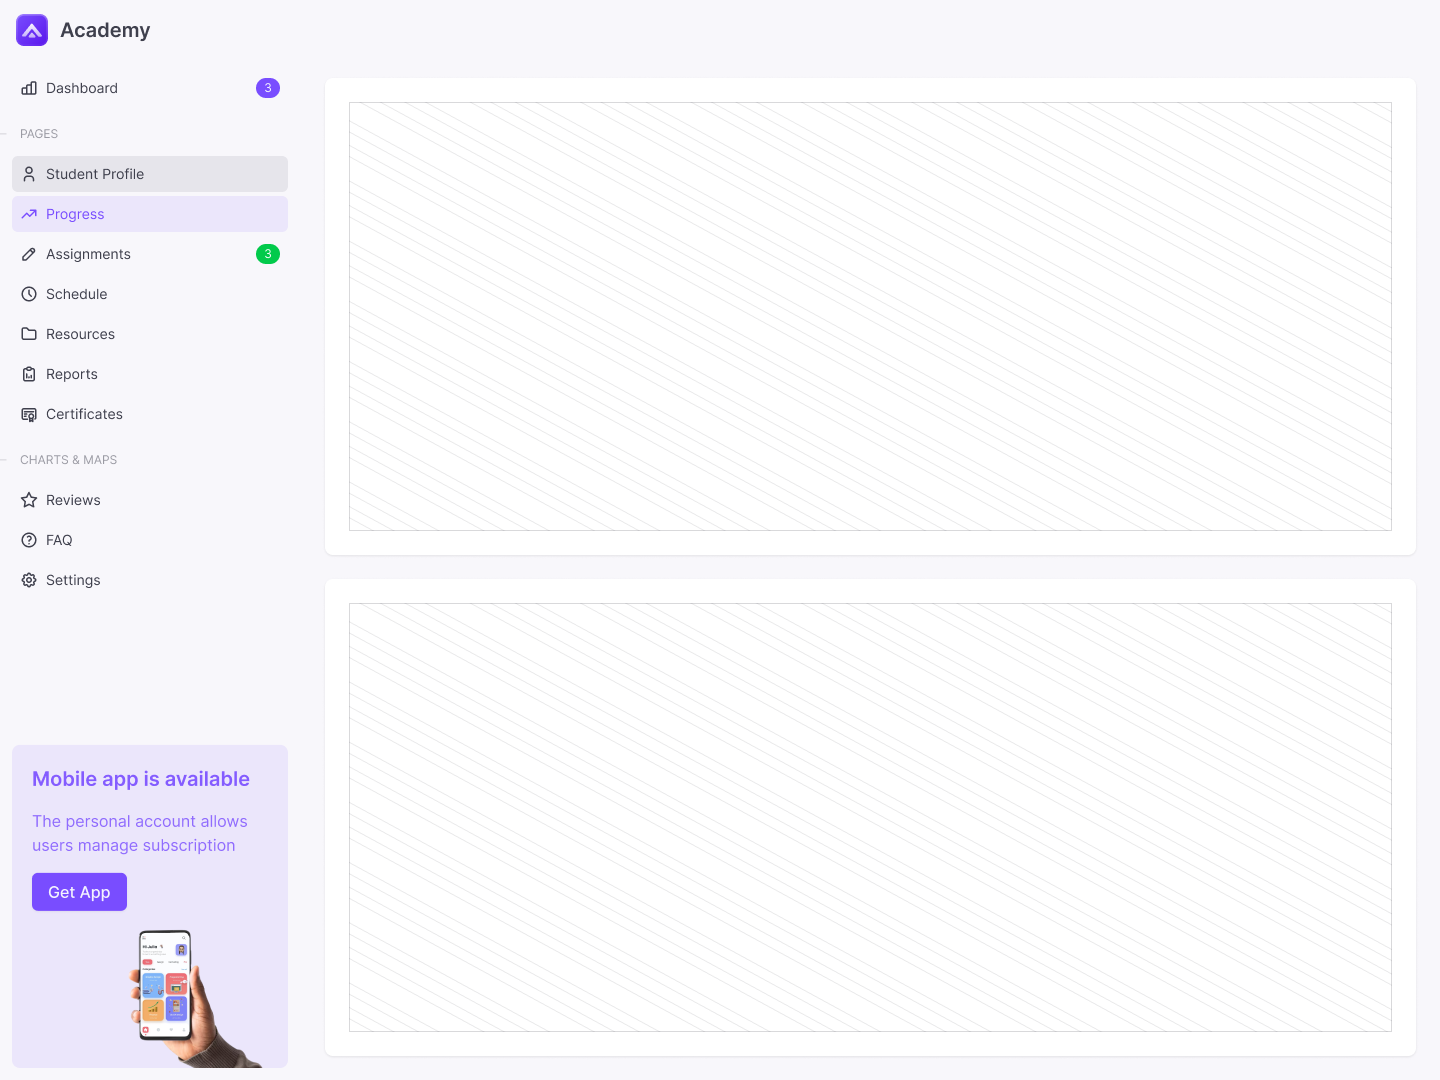 Academy
Dashboard 3
PAGES
Student Profile
Progress
Assignments 3
Schedule
Resources
Reports
Certificates
CHARTS & MAPS
Reviews
FAQ
Settings
Mobile app is available
The personal account allows
users manage subscription
Get App